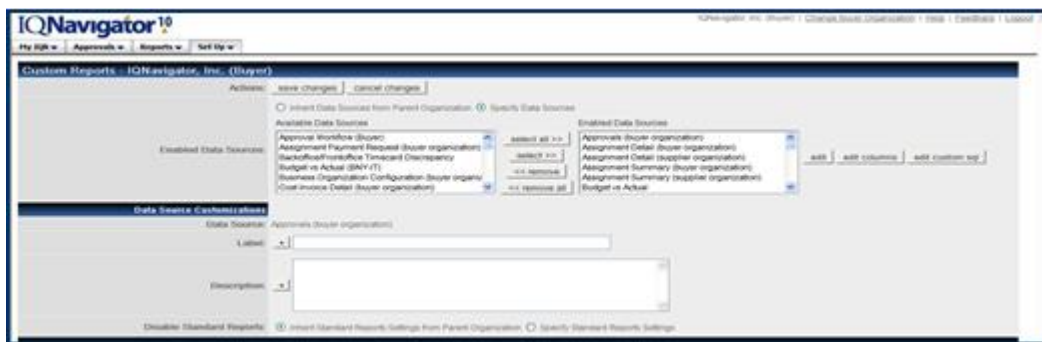 IQNavigator 10
IQNavigator, Inc. (Buyer) | Change Buyer Organization | Help | Feedback | Logout
My IQN Approvals Reports Set Up
Custom Reports - IQNavigator, Inc. (Buyer)
Actions: save changes cancel changes
Inherit Data Sources from Parent Organization Specify Data Sources
Available Data Sources Enabled Data Sources
Enabled Data Sources:
Approval Workflow (Buyer)
Assignment Payment Request (buyer organization)
Backoffice/Frontoffice Timecard Discrepancy
Budget vs Actual (BNY-IT)
Business Organization Configuration (buyer organiz
Cost Invoice Detail (buyer organization)
select all >>
select >>
<< remove
<< remove all
Approvals (buyer organization)
Assignment Detail (buyer organization)
Assignment Detail (supplier organization)
Assignment Summary (buyer organization)
Assignment Summary (supplier organization)
Budget vs Actual
edit edit columns edit custom sql
Data Source Customizations
Data Source: Approvals (buyer organization)
Label: +
Description: +
Disable Standard Reports: Inherit Standard Reports Settings from Parent Organization Specify Standard Reports Settings